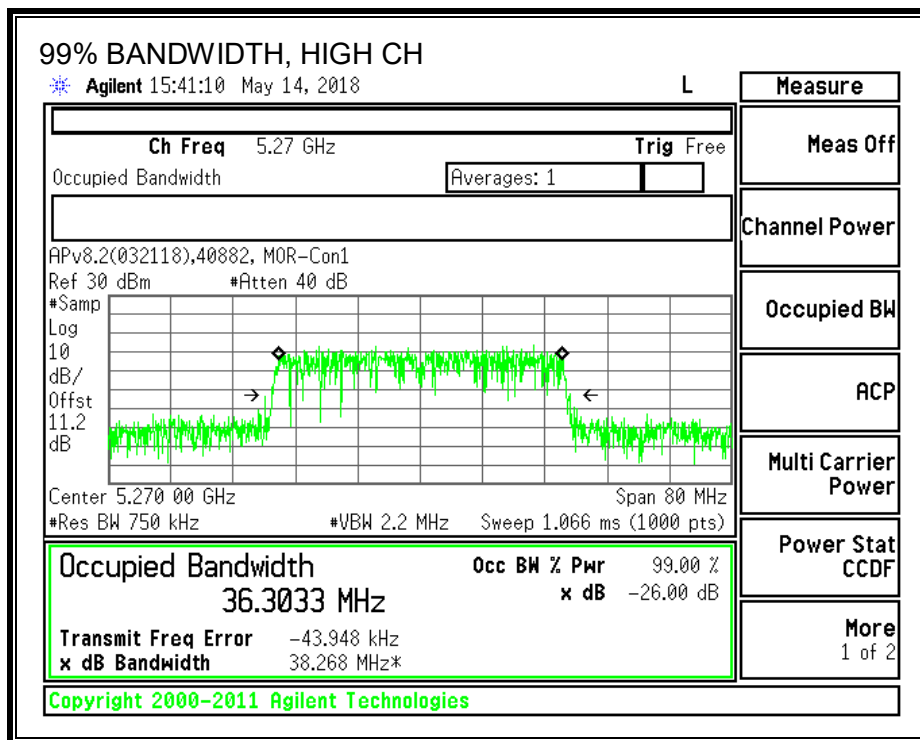 99% BANDWIDTH, HIGH CH
Agilent 15:41:10 May 14, 2018 L
Measure
Ch Freq 5.27 GHz Trig Free
Meas Off
Occupied Bandwidth Averages: 1
Channel Power
APv8.2(032118),40882, MOR-Con1
Ref 30 dBm #Atten 40 dB
#Samp
Log
10
dB/
Offst
11.2
dB
Occupied BW
ACP
Center 5.270 00 GHz Span 80 MHz
#Res BW 750 kHz #VBW 2.2 MHz Sweep 1.066 ms (1000 pts)
Multi Carrier
Power
Occupied Bandwidth
36.3033 MHz
Occ BW % Pwr 99.00 %
x dB -26.00 dB
Transmit Freq Error -43.948 kHz
x dB Bandwidth 38.268 MHz*
Power Stat
CCDF
More
1 of 2
Copyright 2000-2011 Agilent Technologies